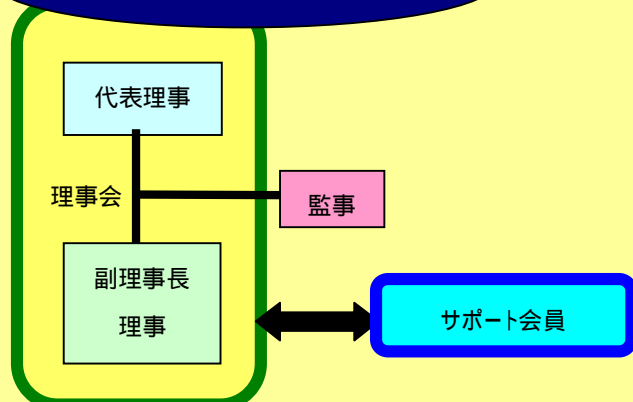 代表理事
理事会
監事
副理事長
理事
サポート会員